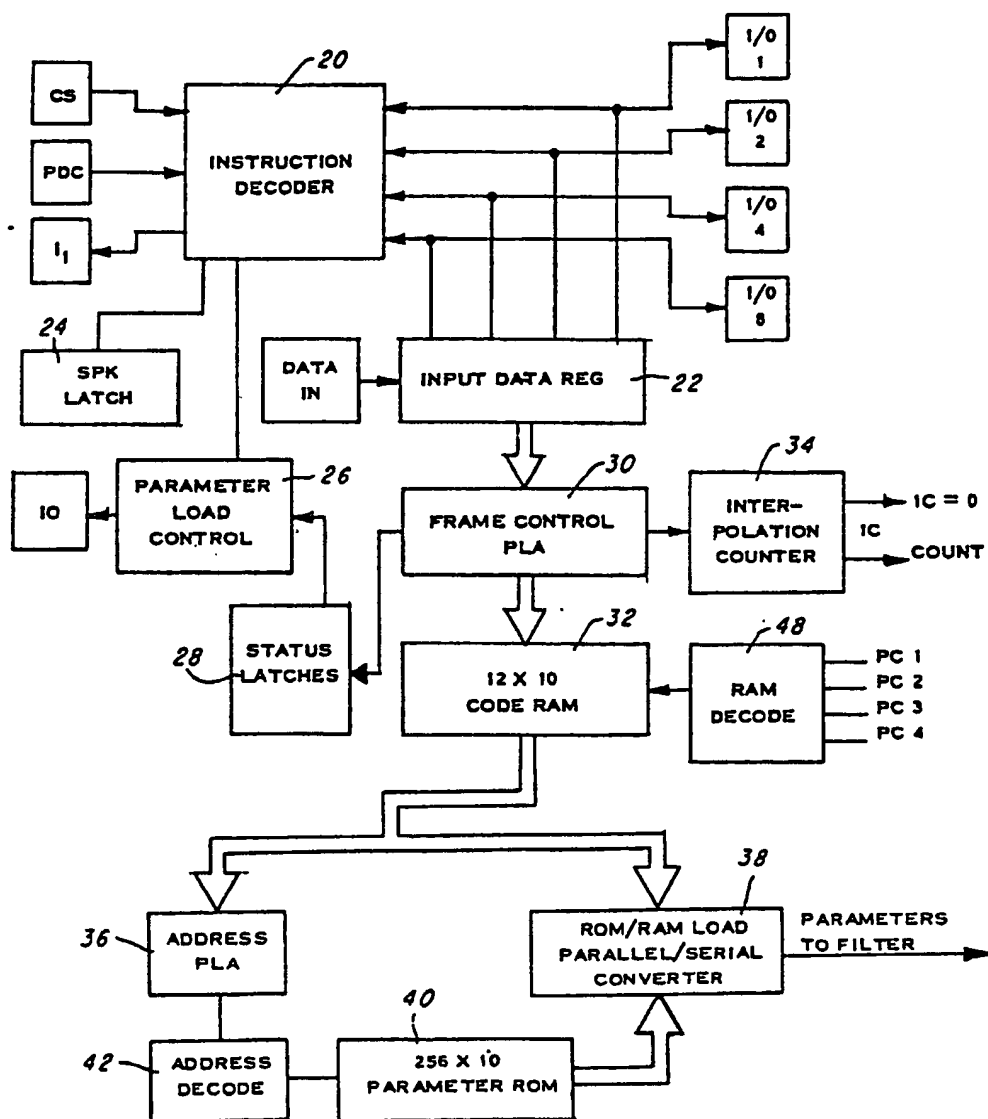 I/O
1
20
CS
INSTRUCTION
DECODER
I/O
2
PDC
I/O
4
I1
I/O
8
24
SPK
LATCH
DATA
IN
INPUT DATA REG
22
34
30
26
PARAMETER
LOAD
CONTROL
IO
FRAME CONTROL
PLA
INTER-
POLATION
COUNTER
IC = 0
IC
COUNT
32
48
28
STATUS
LATCHES
12 X 10
CODE RAM
RAM
DECODE
PC 1
PC 2
PC 3
PC 4
38
36
ADDRESS
PLA
ROM/RAM LOAD
PARALLEL/SERIAL
CONVERTER
PARAMETERS
TO FILTER
40
42
ADDRESS
DECODE
256 X 10
PARAMETER ROM